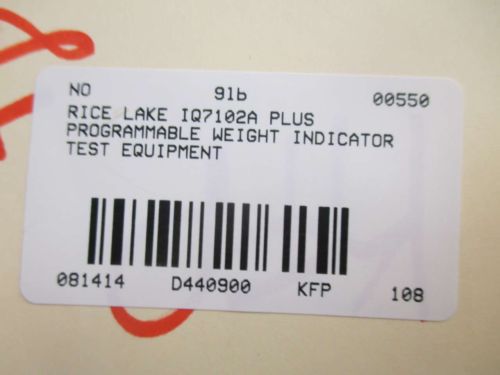 NO 91b 00550
RICE LAKE IQ7102A PLUS
PROGRAMMABLE WEIGHT INDICATOR
TEST EQUIPMENT
081414 D440900 KFP 108